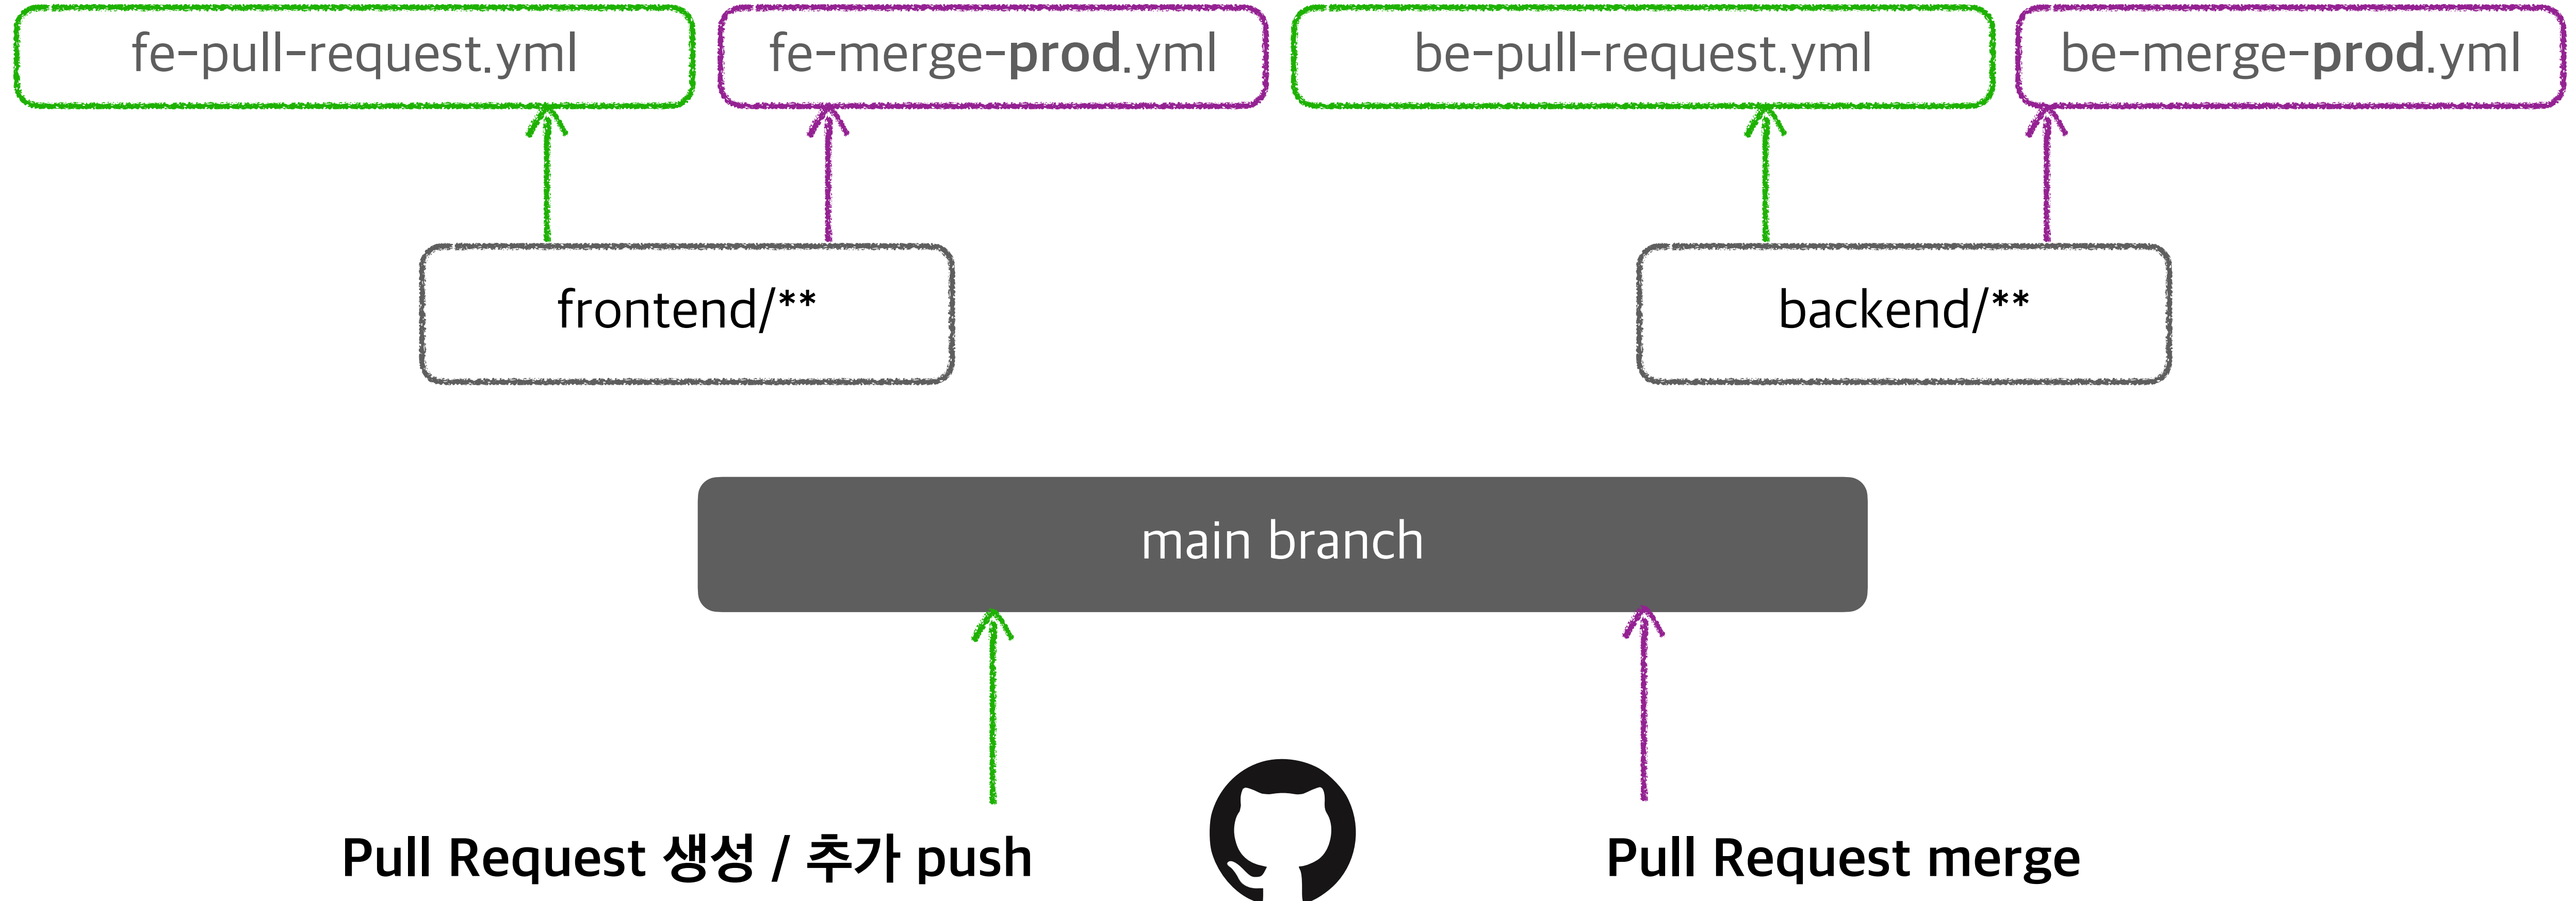 fe-pull-request.yml
fe-merge-prod.yml
be-pull-request.yml
be-merge-prod.yml
frontend/**
backend/**
main branch
Pull Request 생성 / 추가 push
Pull Request merge